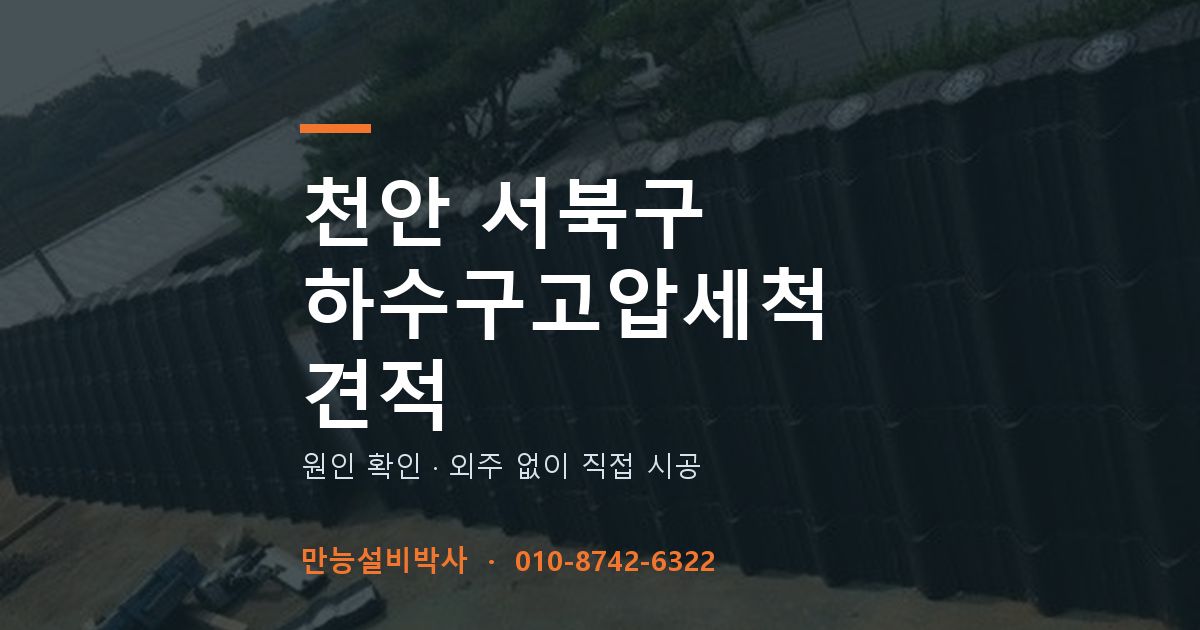 천안 서북구
하수구고압세척
견적
원인 확인 · 외주 없이 직접 시공
만능설비박사 · 010-8742-6322